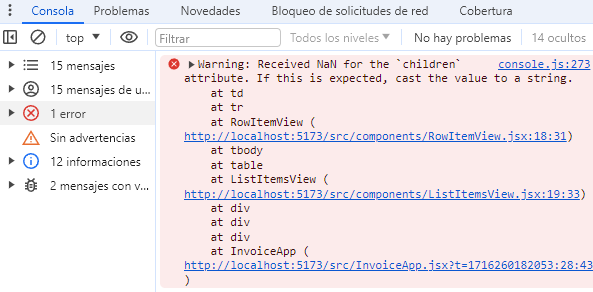 Consola Problemas Novedades Bloqueo de solicitudes de red Cobertura
top Filtrar Todos los niveles No hay problemas 14 ocultos
15 mensajes
15 mensajes de u...
1 error
Sin advertencias
12 informaciones
2 mensajes con v...
Warning: Received NaN for the `children` console.js:273
attribute. If this is expected, cast the value to a string.
at td
at tr
at RowItemView (
http://localhost:5173/src/components/RowItemView.jsx:18:31)
at tbody
at table
at ListItemsView (
http://localhost:5173/src/components/ListItemsView.jsx:19:33)
at div
at div
at div
at InvoiceApp (
http://localhost:5173/src/InvoiceApp.jsx?t=1716260182053:28:43
)